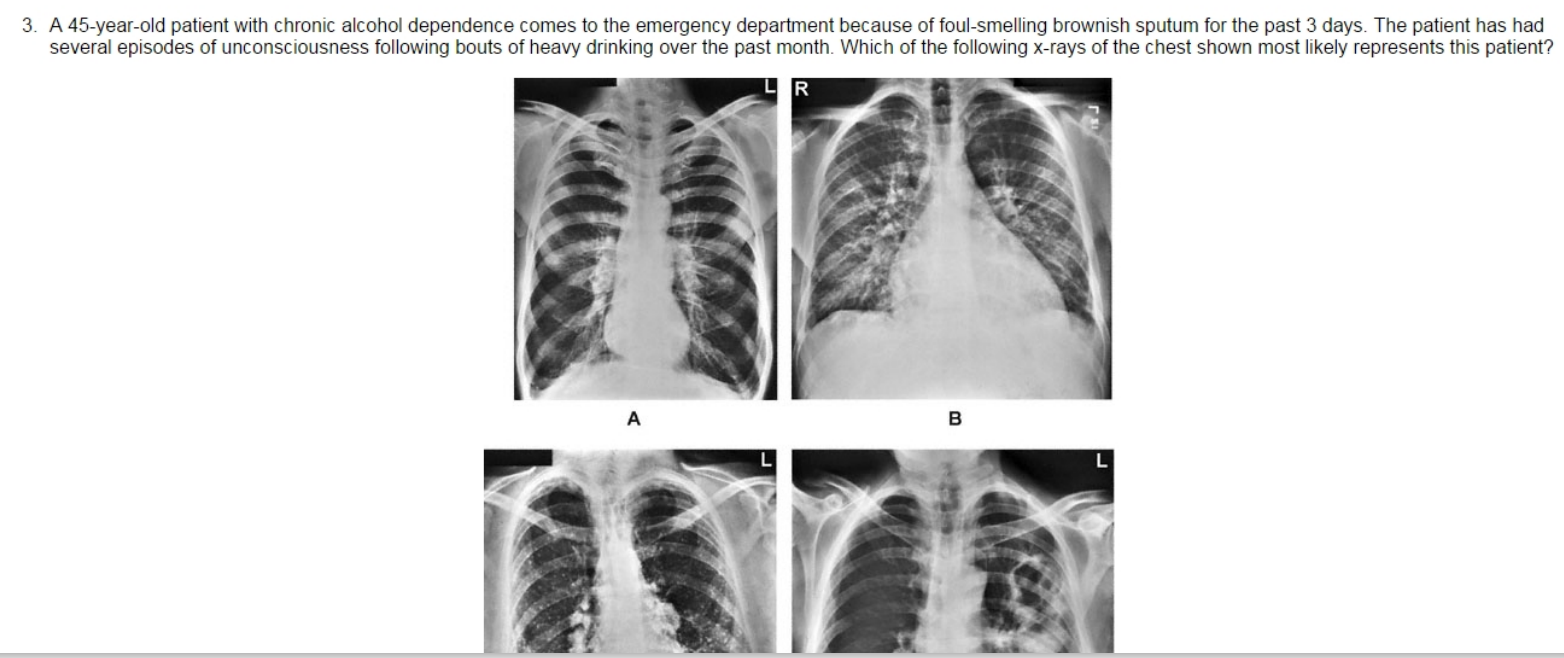 3. A 45-year-old patient with chronic alcohol dependence comes to the emergency department because of foul-smelling brownish sputum for the past 3 days. The patient has had
several episodes of unconsciousness following bouts of heavy drinking over the past month. Which of the following x-rays of the chest shown most likely represents this patient?
L R
A B
L L